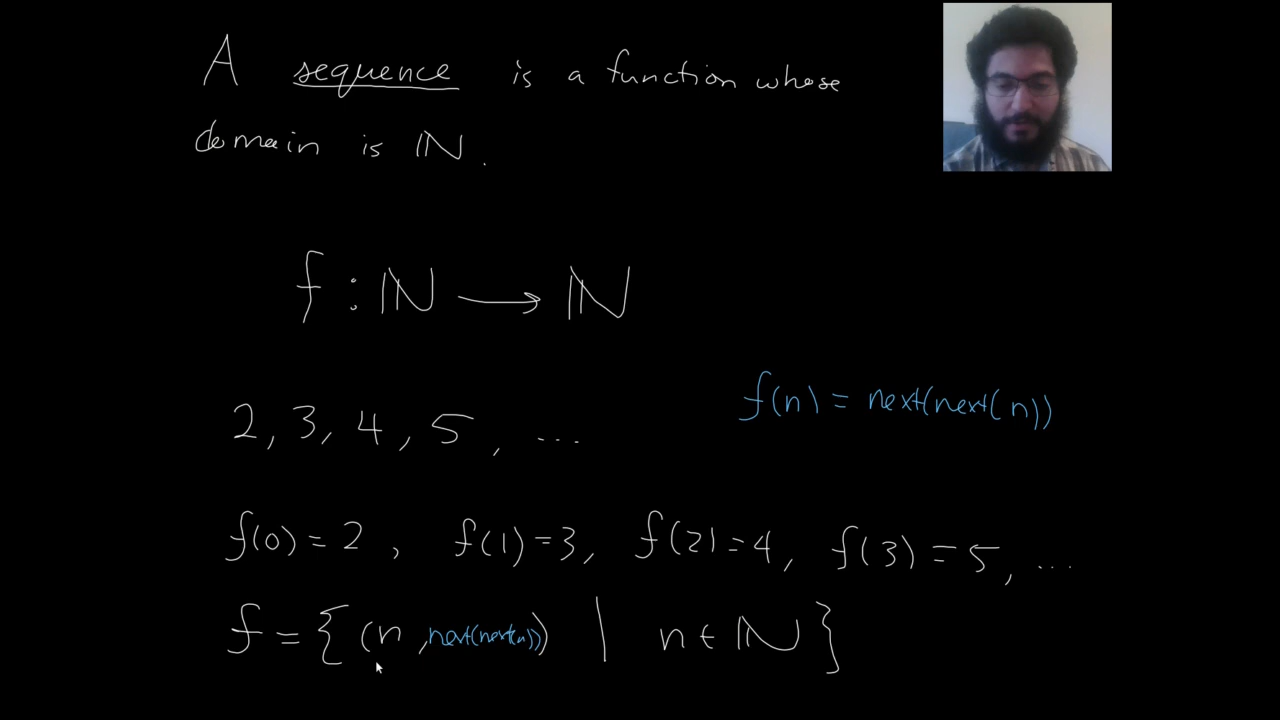 A sequence is a function whose
domain is ℕ.
f : ℕ ⟶ ℕ
f(n) = next(next(n))
2, 3, 4, 5, ...
f(0) = 2, f(1) = 3, f(2) = 4, f(3) = 5, ...
f = { (n, next(next(n))) | n ∈ ℕ }